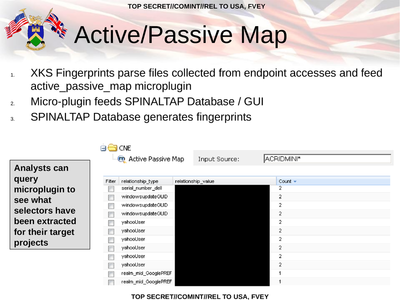 TOP SECRET//COMINT//REL TO USA, FVEY
Active/Passive Map
1. XKS Fingerprints parse files collected from endpoint accesses and feed
active_passive_map microplugin
2. Micro-plugin feeds SPINALTAP Database / GUI
3. SPINALTAP Database generates fingerprints
CNE
Active Passive Map Input Source: ACRIDMINI*
Analysts can
query
microplugin to
see what
selectors have
been extracted
for their target
projects
Filter relationship_type relationship_value Count
serial_number_dell 2
windowsupdateGUID 2
windowsupdateGUID 2
windowsupdateGUID 2
yahooUser 2
yahooUser 2
yahooUser 2
yahooUser 2
yahooUser 2
yahooUser 2
realm_mid_GooglePREF 1
realm_mid_GooglePREF 1
TOP SECRET//COMINT//REL TO USA, FVEY